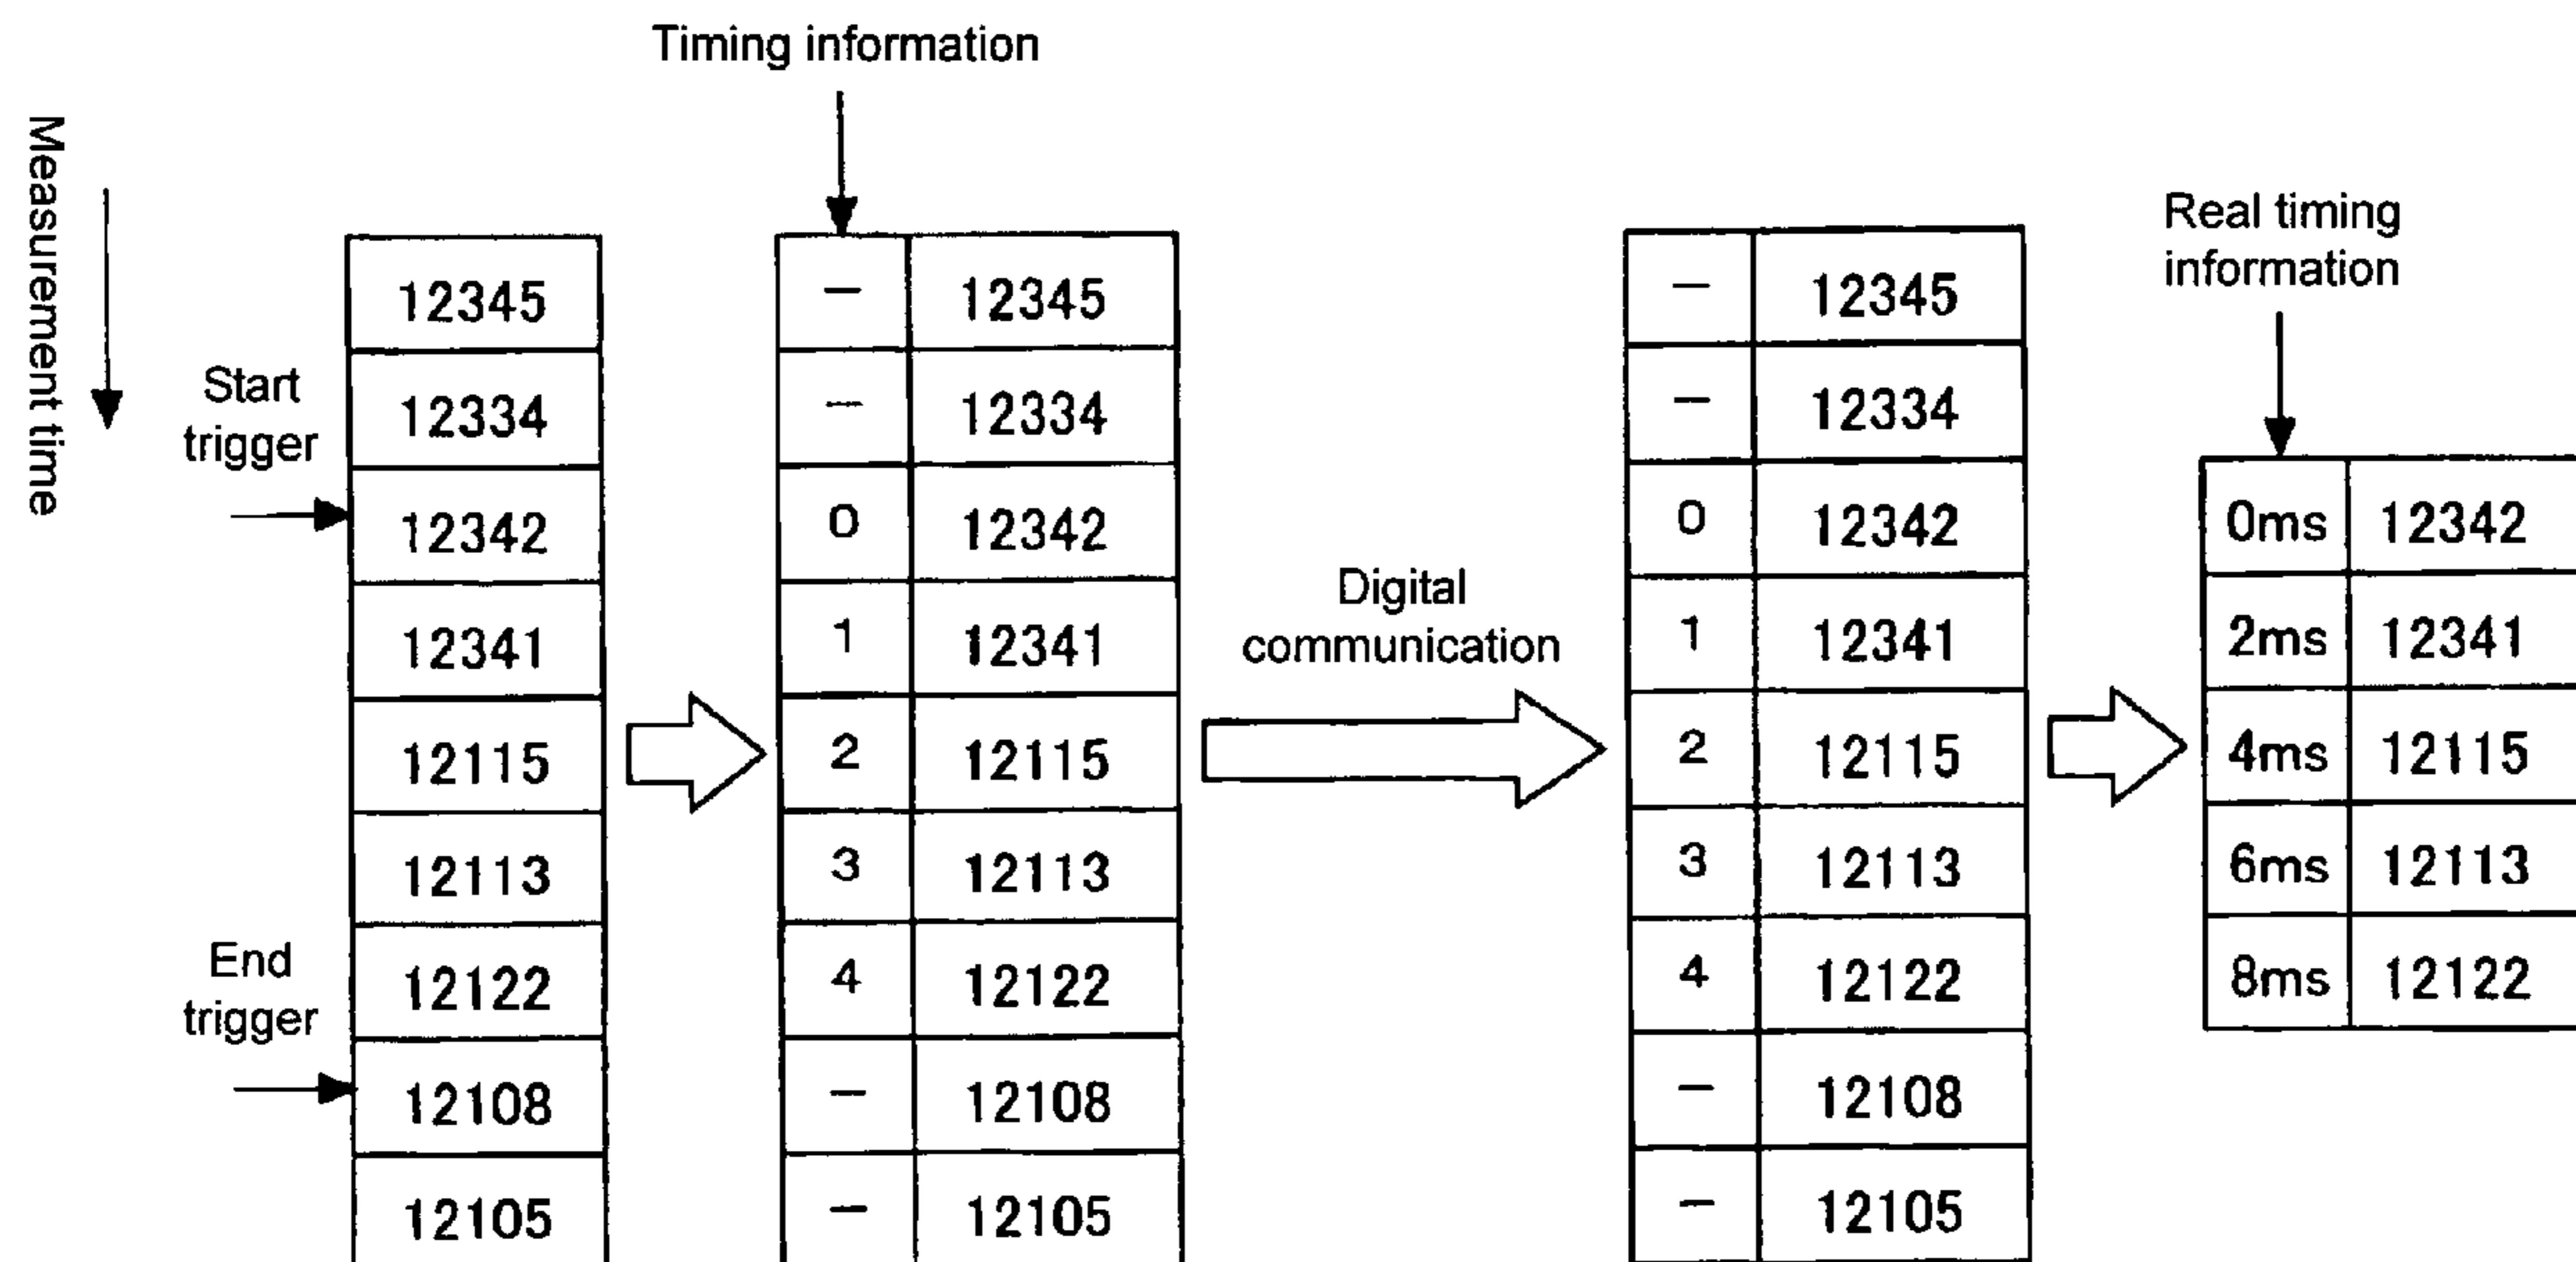 Timing information
Measurement time
Real timing
information
Start
trigger
End
trigger
Digital
communication
12345
12334
12342
12341
12115
12113
12122
12108
12105
— 12345
— 12334
0 12342
1 12341
2 12115
3 12113
4 12122
— 12108
— 12105
— 12345
— 12334
0 12342
1 12341
2 12115
3 12113
4 12122
— 12108
— 12105
0ms 12342
2ms 12341
4ms 12115
6ms 12113
8ms 12122